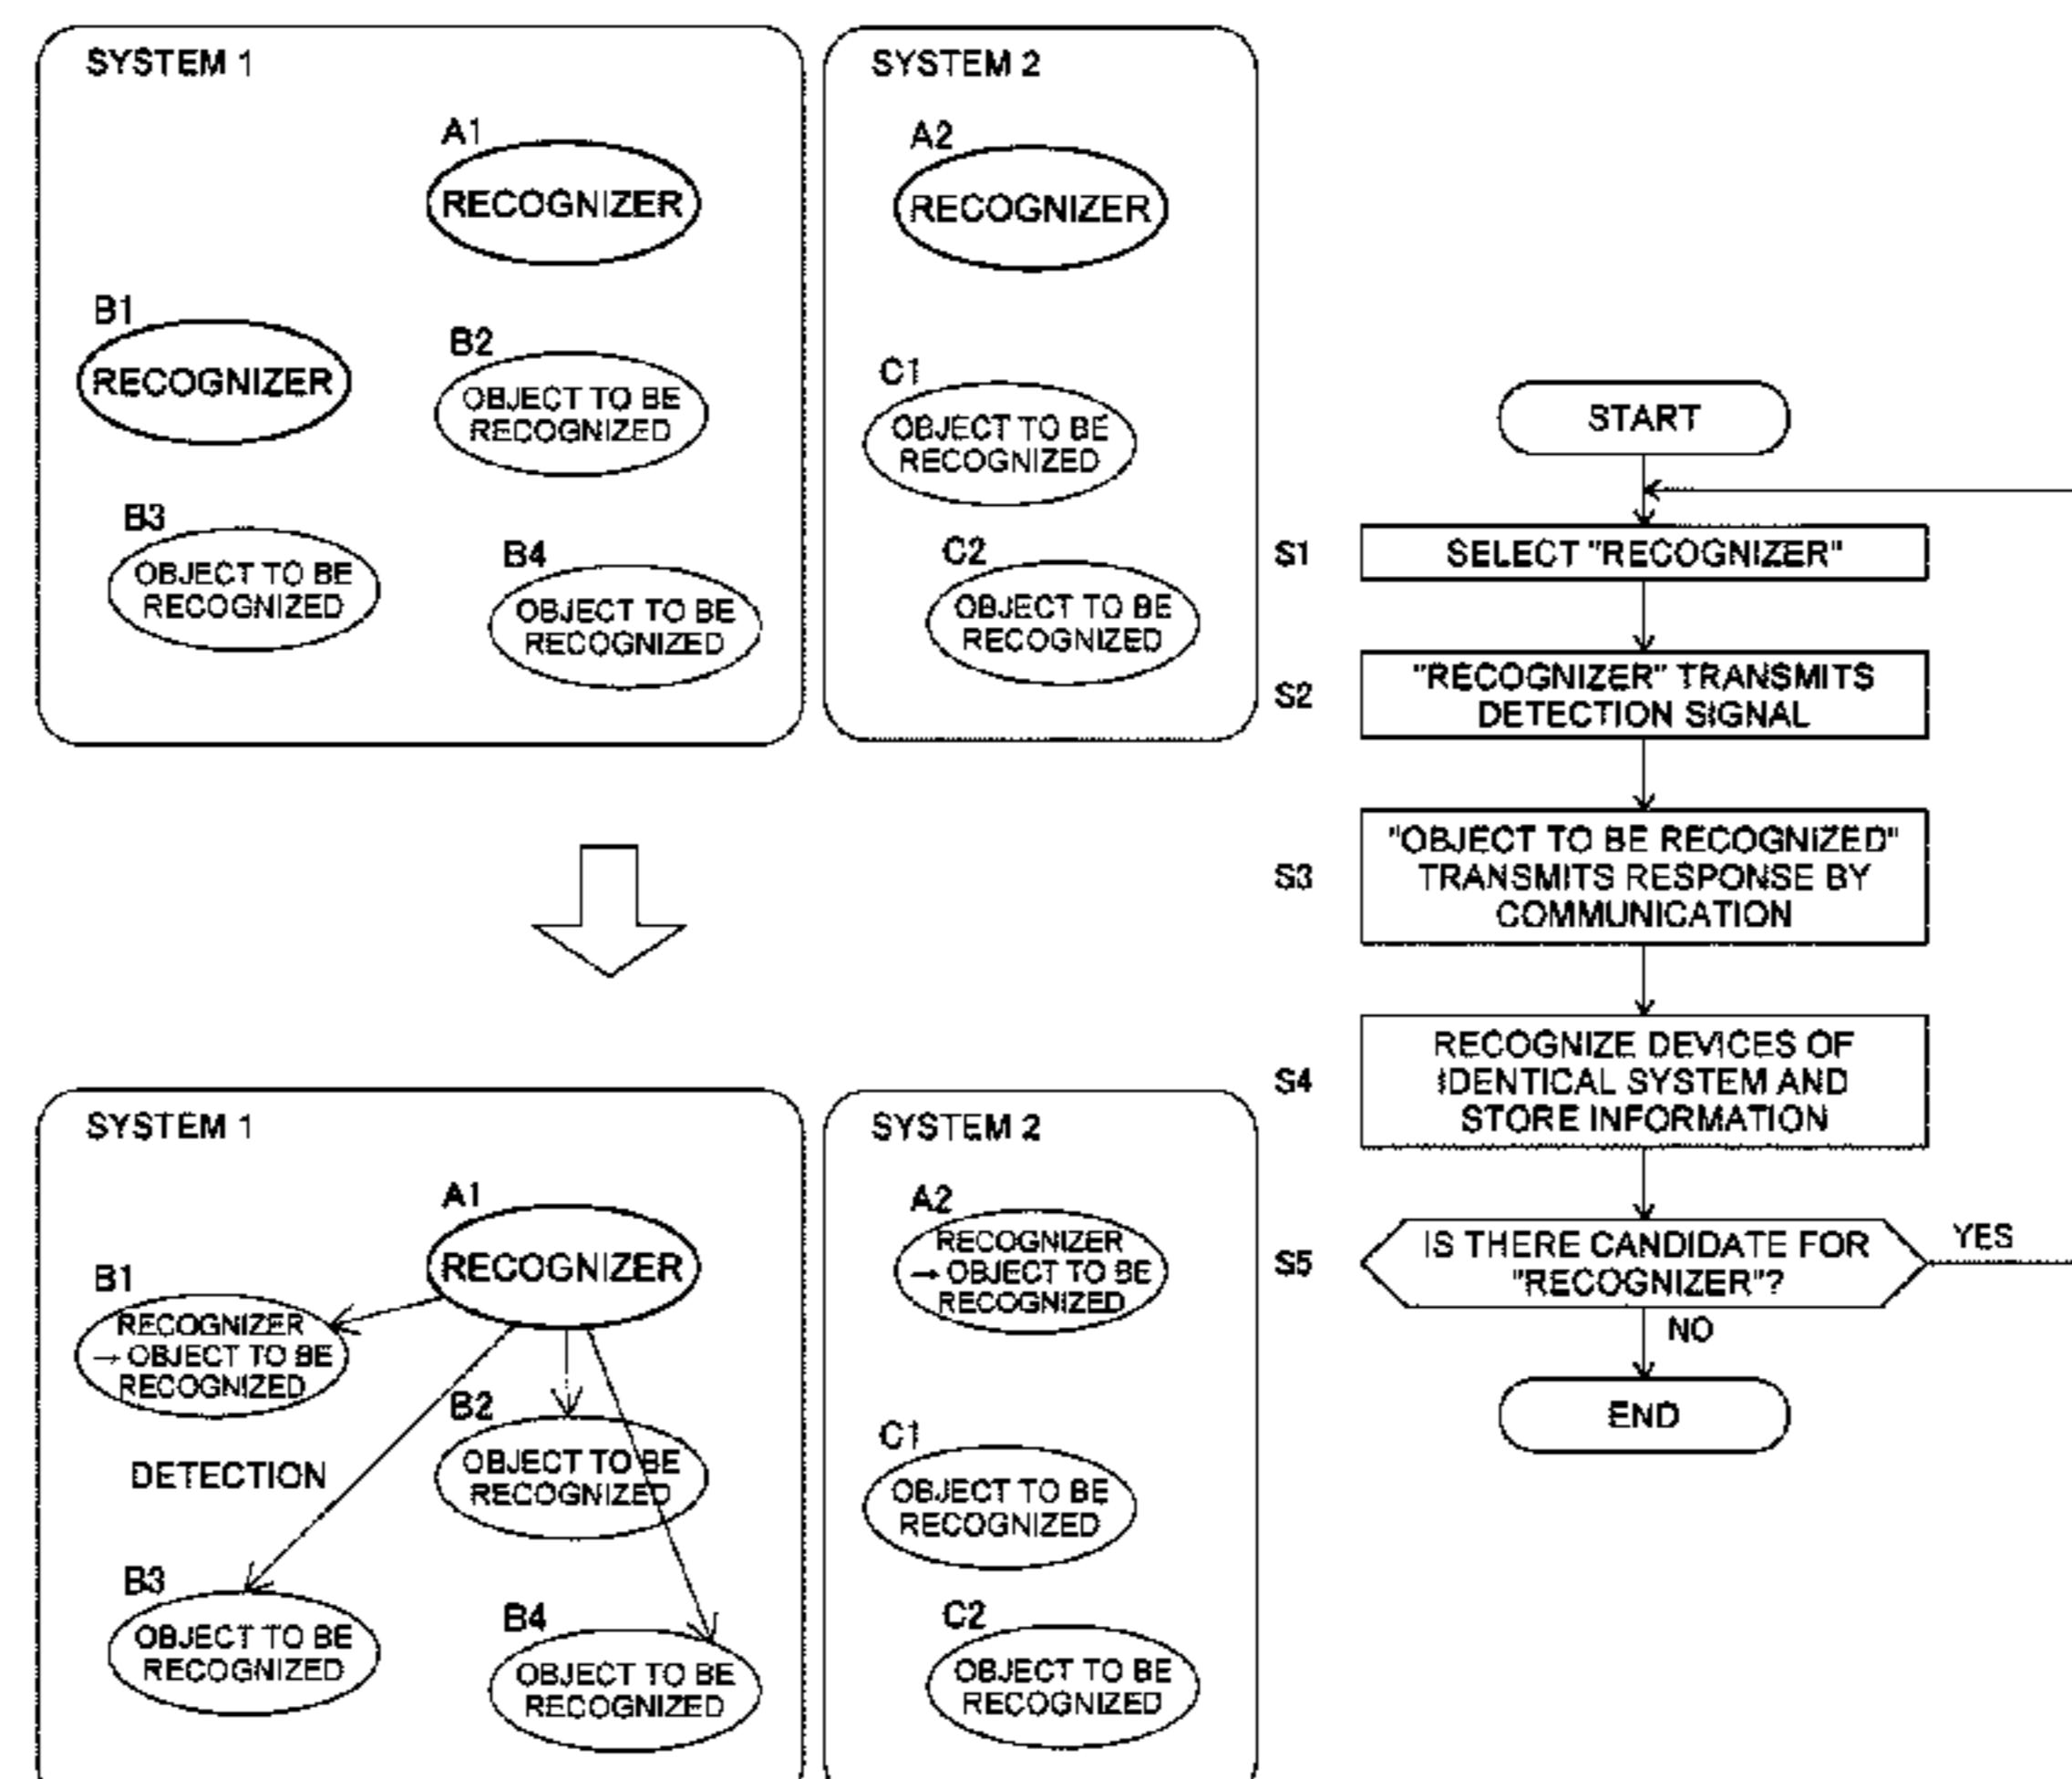 SYSTEM 1
A1
RECOGNIZER
B1
RECOGNIZER
B2
OBJECT TO BE
RECOGNIZED
B3
OBJECT TO BE
RECOGNIZED
B4
OBJECT TO BE
RECOGNIZED
SYSTEM 2
A2
RECOGNIZER
C1
OBJECT TO BE
RECOGNIZED
C2
OBJECT TO BE
RECOGNIZED
SYSTEM 1
A1
RECOGNIZER
B1
RECOGNIZER
→ OBJECT TO BE
RECOGNIZED
B2
OBJECT TO BE
RECOGNIZED
DETECTION
B3
OBJECT TO BE
RECOGNIZED
B4
OBJECT TO BE
RECOGNIZED
SYSTEM 2
A2
RECOGNIZER
→ OBJECT TO BE
RECOGNIZED
C1
OBJECT TO BE
RECOGNIZED
C2
OBJECT TO BE
RECOGNIZED
START
S1
SELECT "RECOGNIZER"
S2
"RECOGNIZER" TRANSMITS
DETECTION SIGNAL
S3
"OBJECT TO BE RECOGNIZED"
TRANSMITS RESPONSE BY
COMMUNICATION
S4
RECOGNIZE DEVICES OF
IDENTICAL SYSTEM AND
STORE INFORMATION
S5
IS THERE CANDIDATE FOR
"RECOGNIZER"?
YES
NO
END